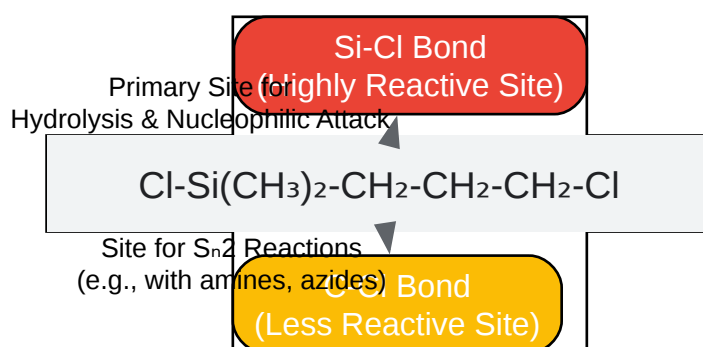 Si-Cl Bond
(Highly Reactive Site)
Primary Site for
Hydrolysis & Nucleophilic Attack
Cl-Si(CH₃)₂-CH₂-CH₂-CH₂-Cl
Site for Sₙ2 Reactions
(e.g., with amines, azides)
C-Cl Bond
(Less Reactive Site)